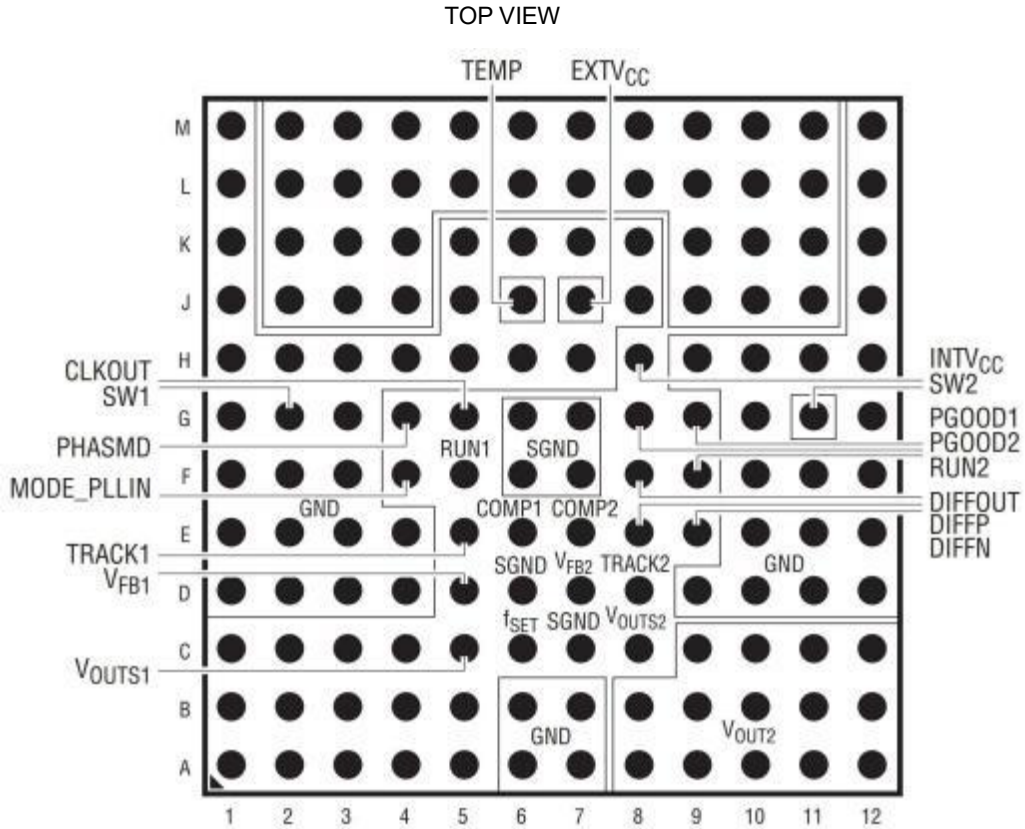 TOP VIEW
TEMP EXTVCC
M
L
K
J
H
CLKOUT
INTVCC
SW1
SW2
G
PGOOD1
PHASMD
RUN1
SGND
PGOOD2
RUN2
F
MODE_PLLIN
GND
COMP1 COMP2
DIFFOUT
E
DIFFP
TRACK1
DIFFN
SGND VFB2 TRACK2
GND
VFB1
D
fSET SGND VOUTS2
C
VOUTS1
B
GND
VOUT2
A
1 2 3 4 5 6 7 8 9 10 11 12